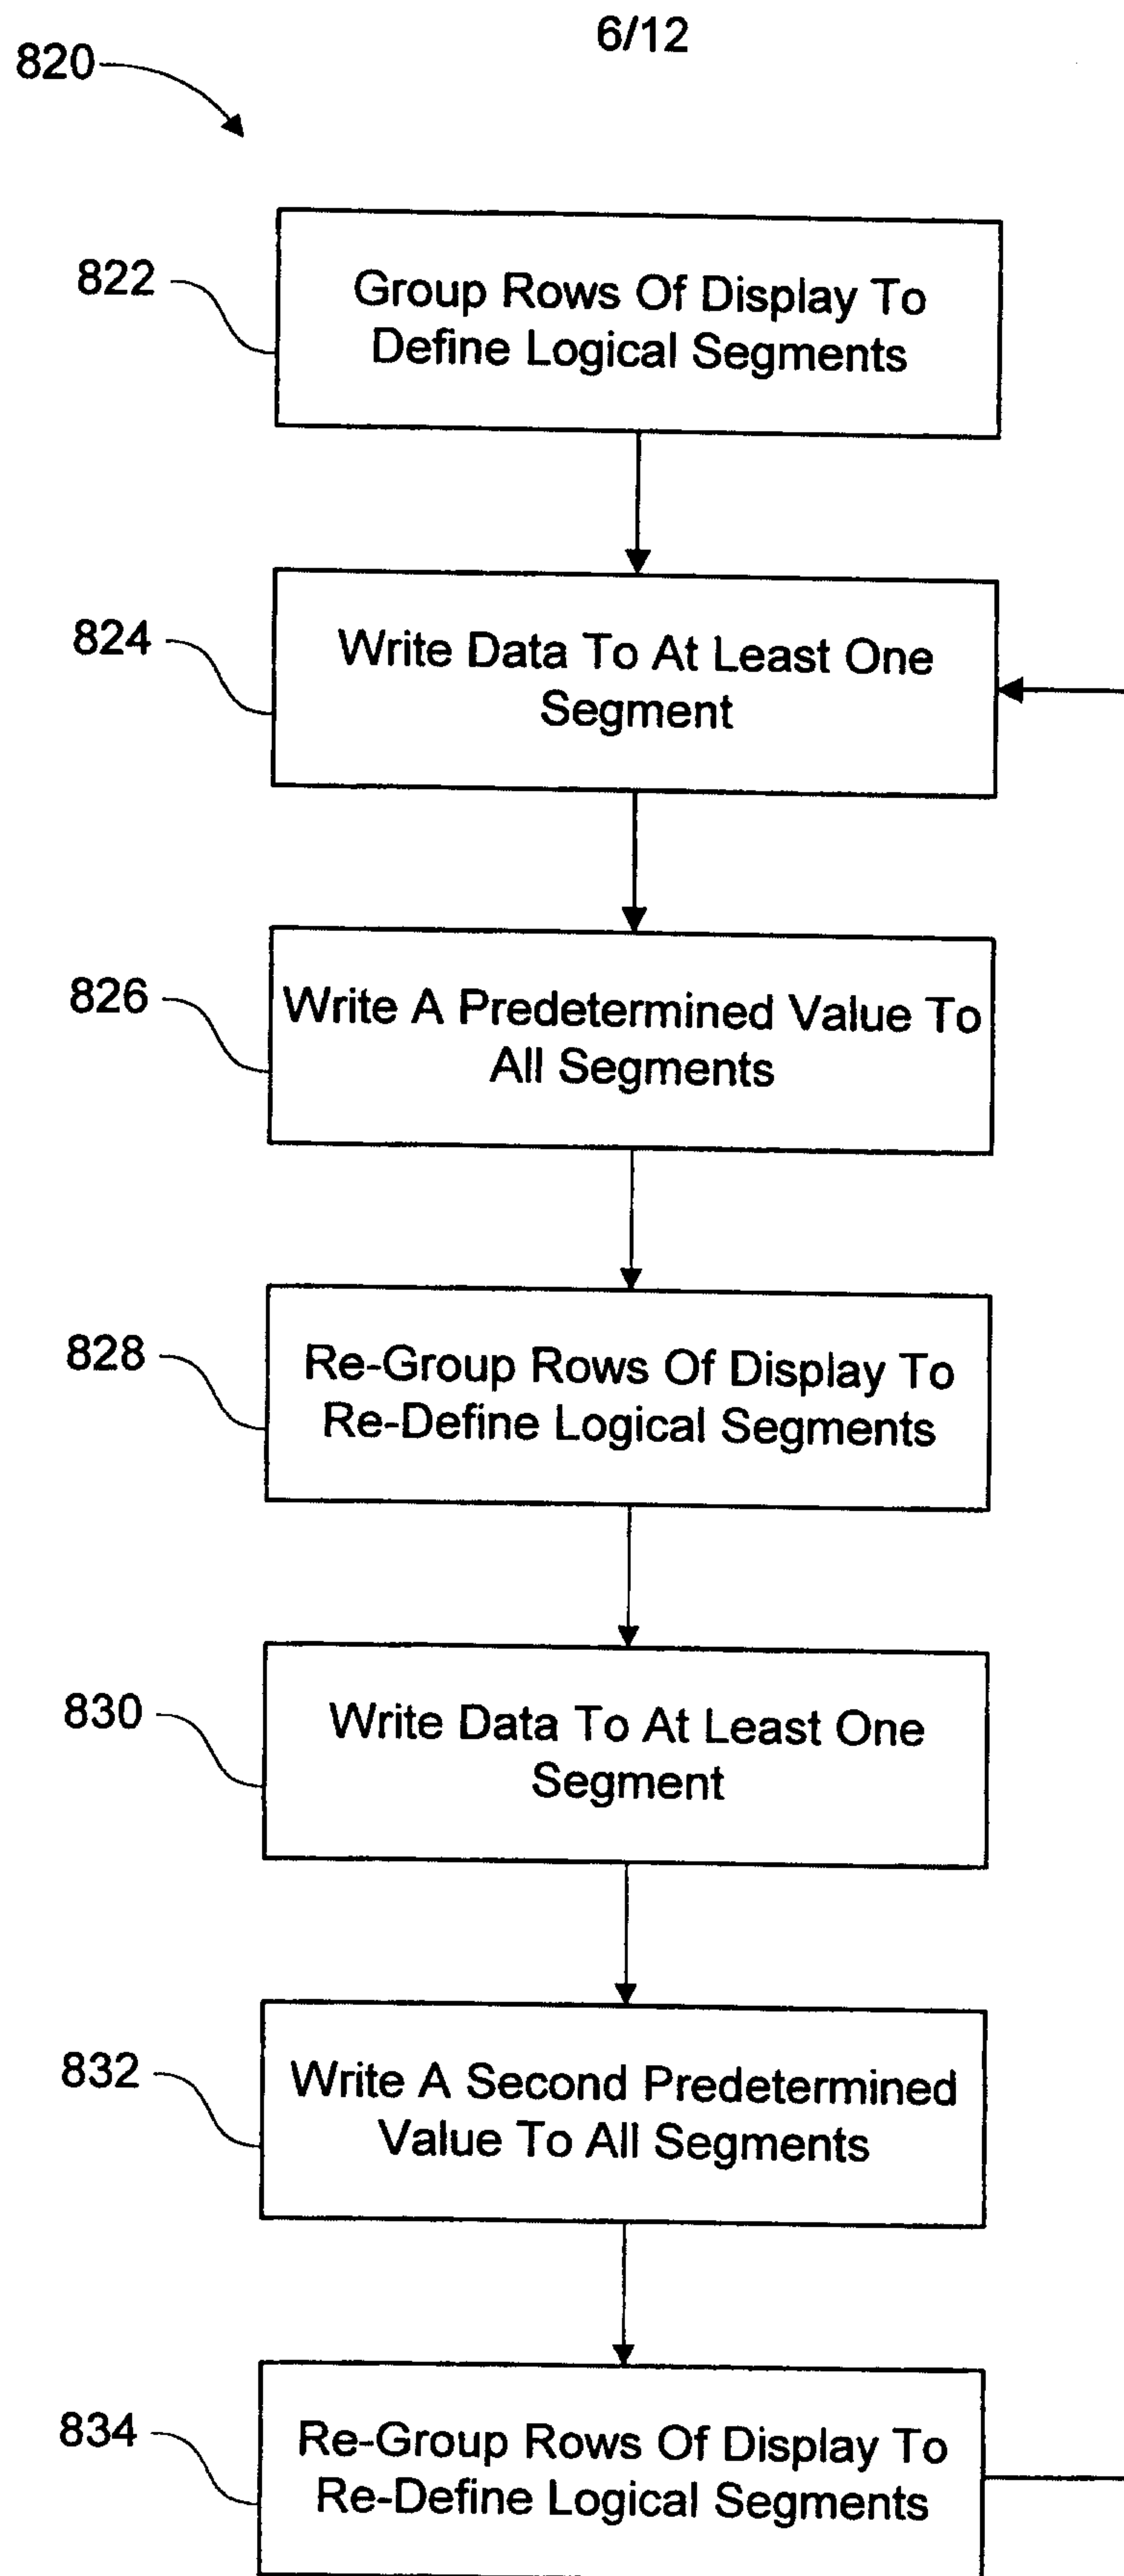 6/12
820
822
Group Rows Of Display To
Define Logical Segments
824
Write Data To At Least One
Segment
826
Write A Predetermined Value To
All Segments
828
Re-Group Rows Of Display To
Re-Define Logical Segments
830
Write Data To At Least One
Segment
832
Write A Second Predetermined
Value To All Segments
834
Re-Group Rows Of Display To
Re-Define Logical Segments